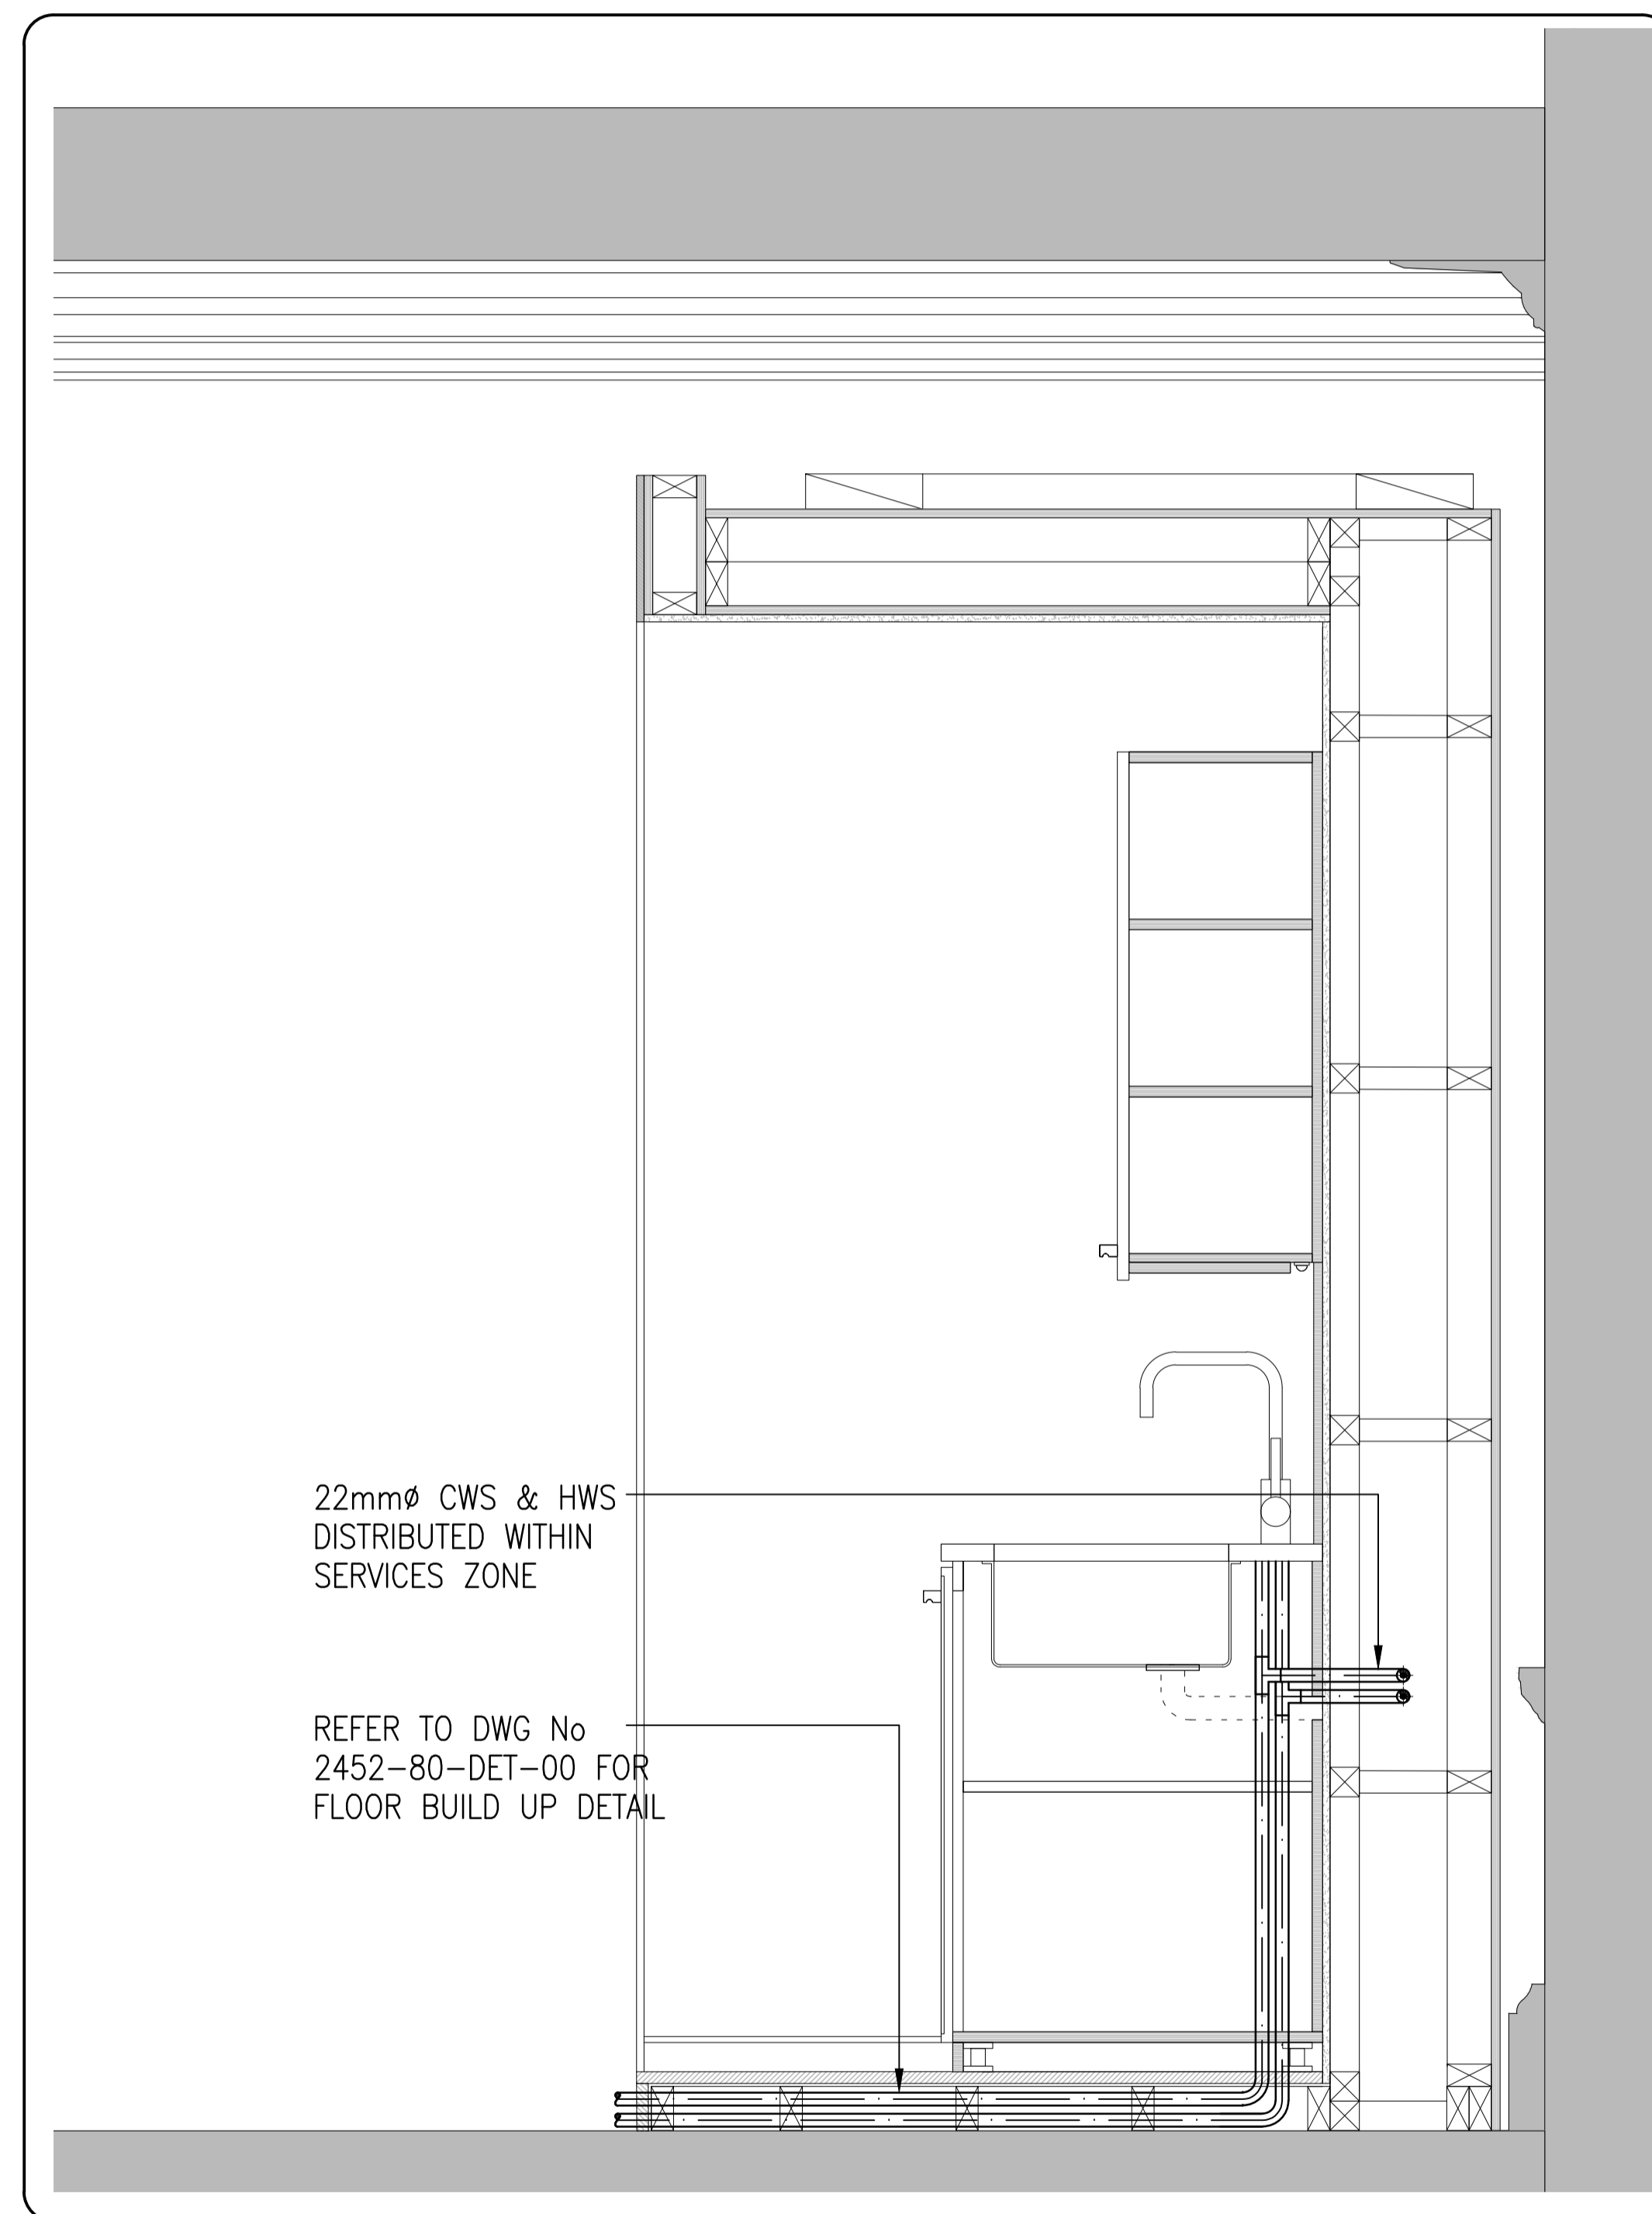 22mmø CWS & HWS
DISTRIBUTED WITHIN
SERVICES ZONE
REFER TO DWG No
2452-80-DET-00 FOR
FLOOR BUILD UP DETAIL